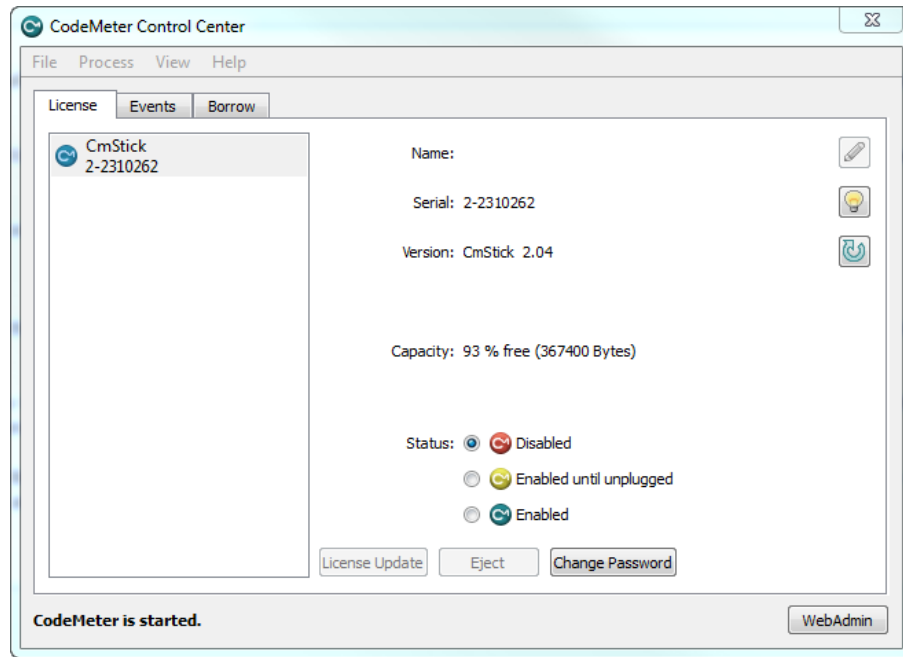 CodeMeter Control Center
File Process View Help
License Events Borrow
CmStick
2-2310262
Name:
Serial: 2-2310262
Version: CmStick 2.04
Capacity: 93 % free (367400 Bytes)
Status: Disabled
Enabled until unplugged
Enabled
License Update Eject Change Password
CodeMeter is started. WebAdmin